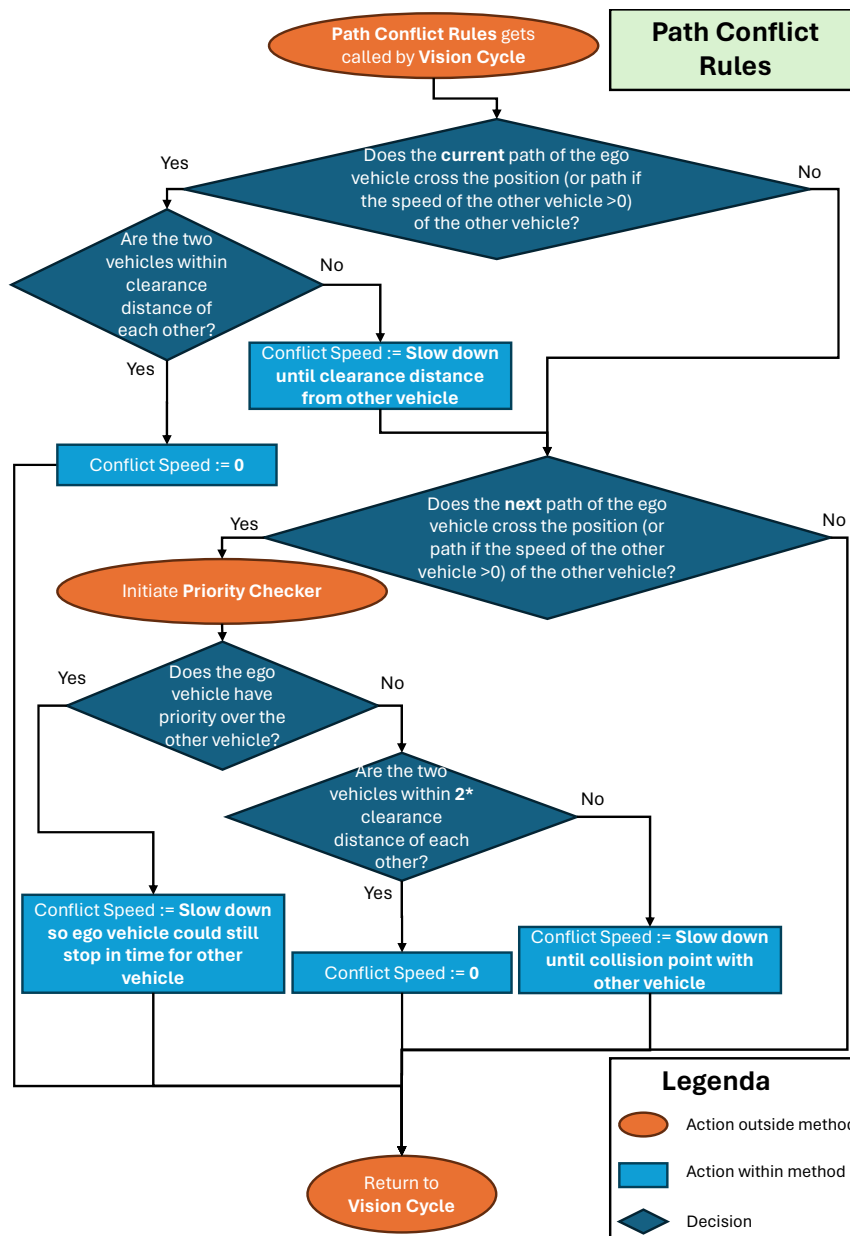 Path Conflict Rules gets
called by Vision Cycle
Path Conflict
Rules
Does the current path of the ego
vehicle cross the position (or path if
the speed of the other vehicle >0)
of the other vehicle?
Yes
No
Are the two
vehicles within
clearance
distance of
each other?
No
Yes
Conflict Speed := Slow down
until clearance distance
from other vehicle
Conflict Speed := 0
Does the next path of the ego
vehicle cross the position (or
path if the speed of the other
vehicle >0) of the other vehicle?
Yes
No
Initiate Priority Checker
Does the ego
vehicle have
priority over the
other vehicle?
Yes
No
Are the two
vehicles within 2*
clearance
distance of each
other?
No
Yes
Conflict Speed := Slow down
so ego vehicle could still
stop in time for other
vehicle
Conflict Speed := 0
Conflict Speed := Slow down
until collision point with
other vehicle
Return to
Vision Cycle
Legenda
Action outside method
Action within method
Decision